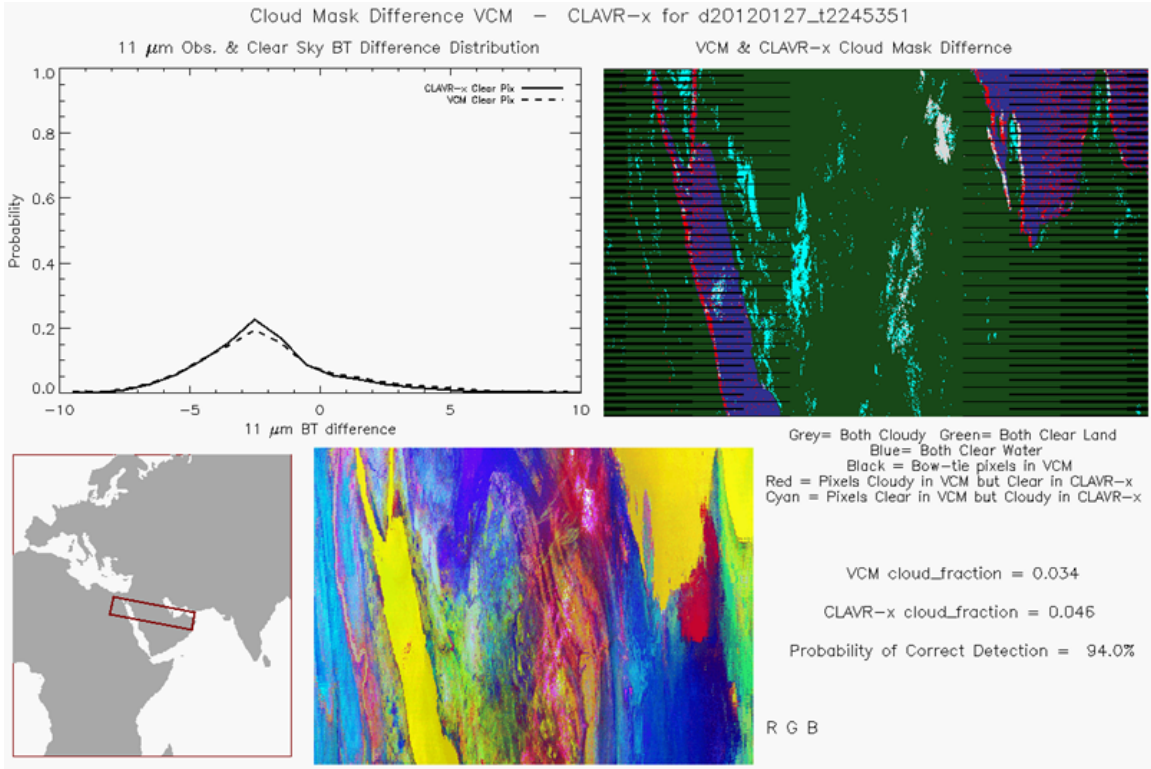 Cloud Mask Difference VCM - CLAVR-x for d20120127_t2245351
11 µm Obs. & Clear Sky BT Difference Distribution
VCM & CLAVR-x Cloud Mask Differnce
1.0
0.8
0.6
0.4
0.2
0.0
Probability
CLAVR-x Clear Pix
VCM Clear Pix
-10
-5
0
5
10
11 µm BT difference
Grey= Both Cloudy Green= Both Clear Land
Blue= Both Clear Water
Black = Bow-tie pixels in VCM
Red = Pixels Cloudy in VCM but Clear in CLAVR-x
Cyan = Pixels Clear in VCM but Cloudy in CLAVR-x
VCM cloud_fraction = 0.034
CLAVR-x cloud_fraction = 0.046
Probability of Correct Detection = 94.0%
R G B